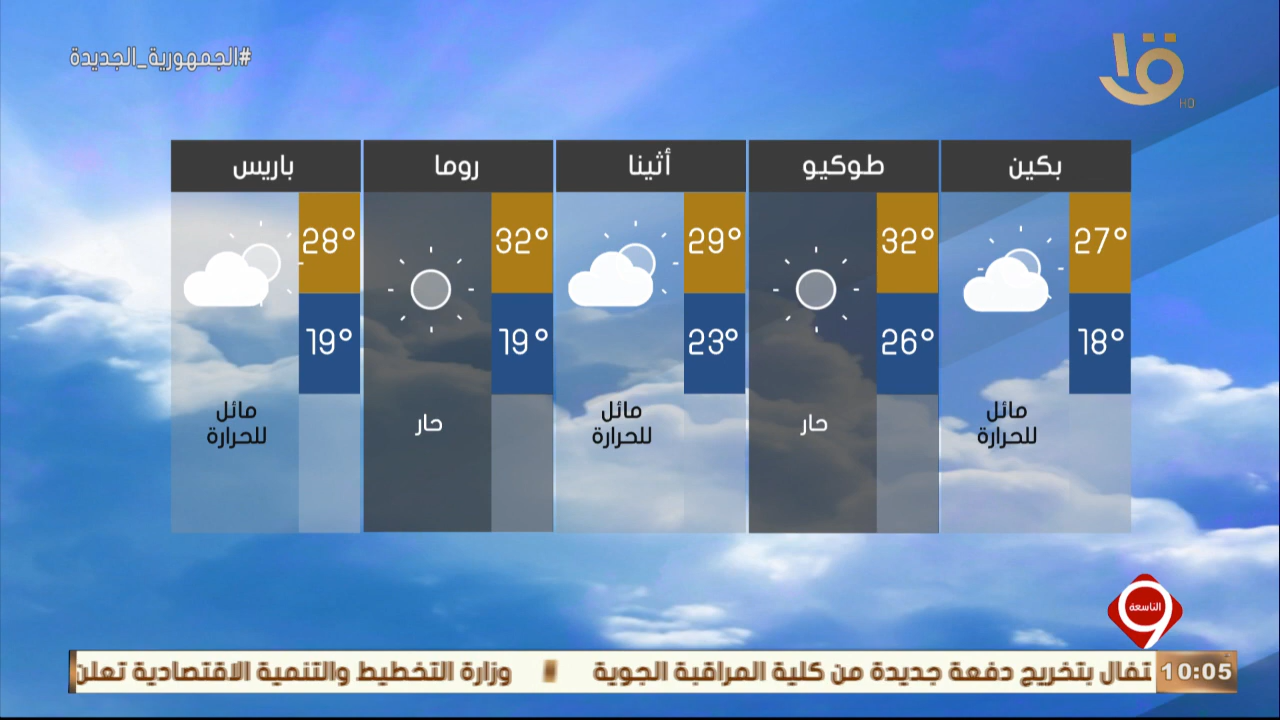 #الجمهورية_الجديدة
HD
بكين
27°
18°
مائل
للحرارة
طوكيو
32°
26°
حار
أثينا
29°
23°
مائل
للحرارة
روما
32°
19°
حار
باريس
28°
19°
مائل
للحرارة
التاسعة
9
10:05
تفال بتخريج دفعة جديدة من كلية المراقبة الجوية
وزارة التخطيط والتنمية الاقتصادية تعلن